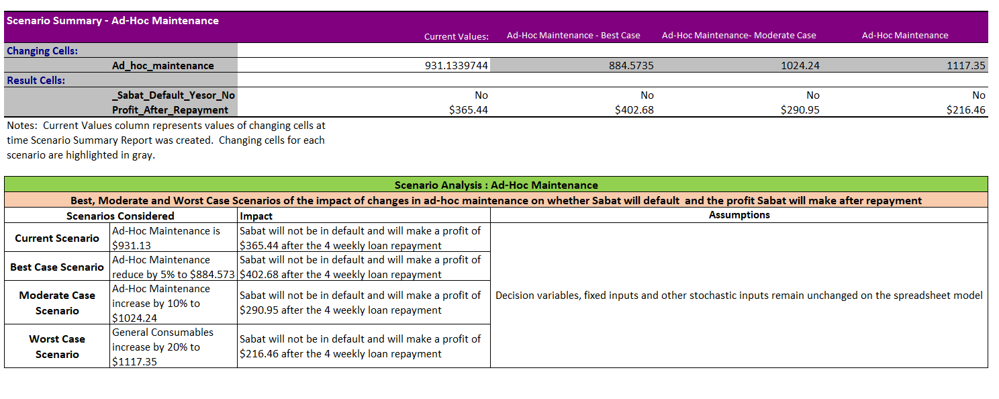 Scenario Summary - Ad-Hoc Maintenance
Current Values: Ad-Hoc Maintenance - Best Case Ad-Hoc Maintenance- Moderate Case Ad-Hoc Maintenance
Changing Cells:
Ad_hoc_maintenance 931.1339744 884.5735 1024.24 1117.35
Result Cells:
_Sabat_Default_Yesor_No No No No No
Profit_After_Repayment $365.44 $402.68 $290.95 $216.46
Notes: Current Values column represents values of changing cells at
time Scenario Summary Report was created. Changing cells for each
scenario are highlighted in gray.
Scenario Analysis : Ad-Hoc Maintenance
Best, Moderate and Worst Case Scenarios of the impact of changes in ad-hoc maintenance on whether Sabat will default and the profit Sabat will make after repayment
Scenarios Considered Impact Assumptions
Current Scenario
Ad-Hoc Maintenance is
$931.13
Sabat will not be in default and will make a profit of
$365.44 after the 4 weekly loan repayment
Best Case Scenario
Ad-Hoc Maintenance
reduce by 5% to $884.573
Sabat will not be in default and will make a profit of
$402.68 after the 4 weekly loan repayment
Moderate Case
Scenario
Ad-Hoc Maintenance
increase by 10% to
$1024.24
Sabat will not be in default and will make a profit of
$290.95 after the 4 weekly loan repayment
Worst Case
Scenario
General Consumables
increase by 20% to
$1117.35
Sabat will not be in default and will make a profit of
$216.46 after the 4 weekly loan repayment
Decision variables, fixed inputs and other stochastic inputs remain unchanged on the spreadsheet model